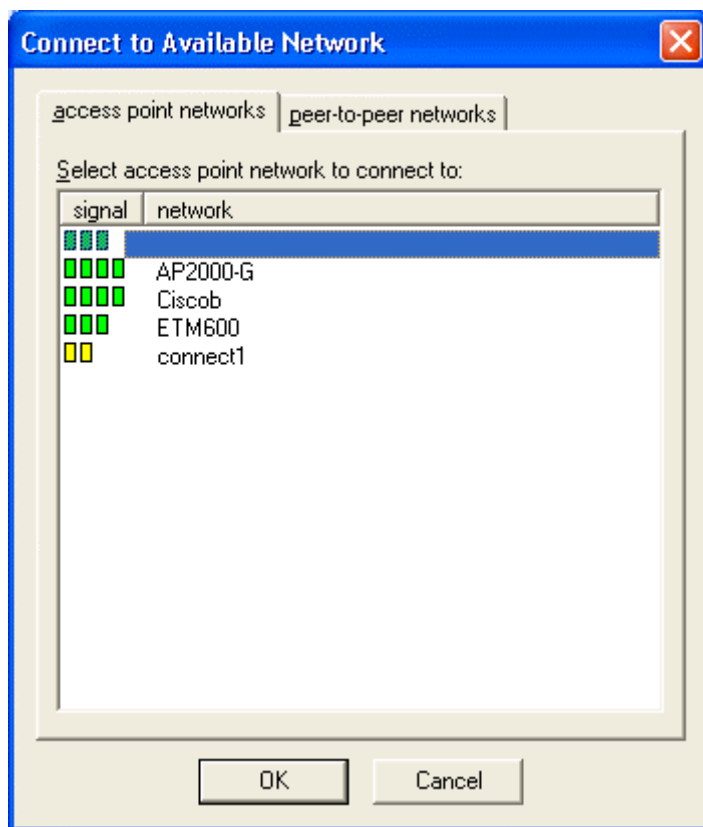 Connect to Available Network
access point networks peer-to-peer networks
Select access point network to connect to:
signal network
AP2000-G
Ciscob
ETM600
connect1
OK Cancel